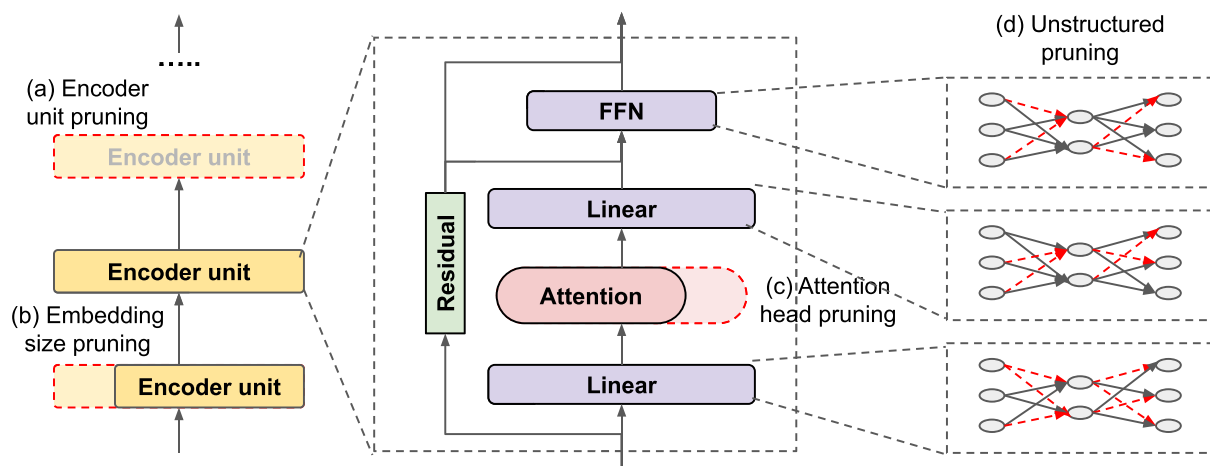 .....
(a) Encoder
unit pruning
Encoder unit
Encoder unit
(b) Embedding
size pruning
Encoder unit
FFN
Linear
Residual
Attention
(c) Attention
head pruning
Linear
(d) Unstructured
pruning